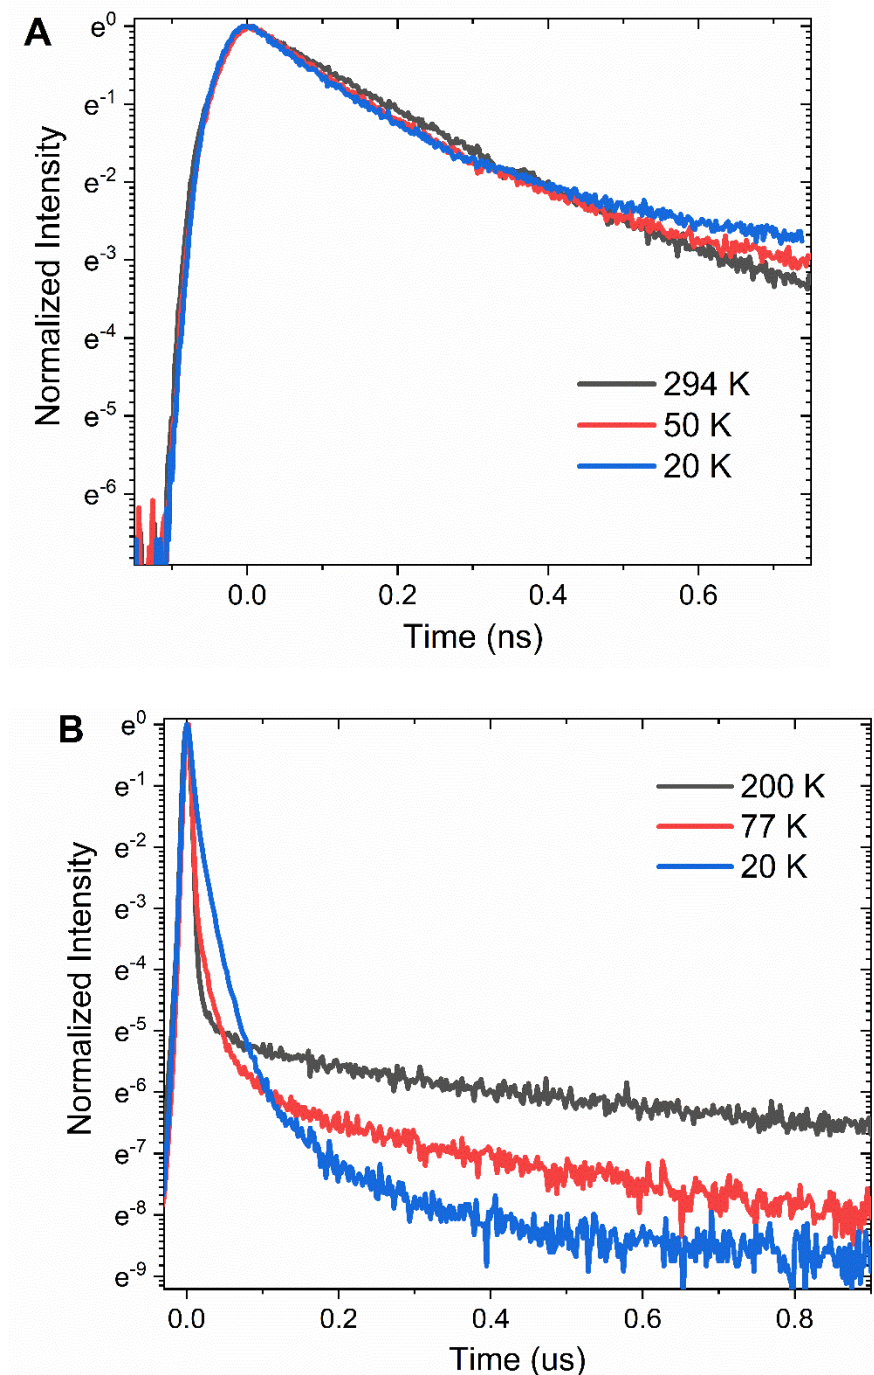 A
Normalized Intensity
e⁰
e⁻¹
e⁻²
e⁻³
e⁻⁴
e⁻⁵
e⁻⁶
294 K
50 K
20 K
0.0 0.2 0.4 0.6
Time (ns)
B
Normalized Intensity
e⁰
e⁻¹
e⁻²
e⁻³
e⁻⁴
e⁻⁵
e⁻⁶
e⁻⁷
e⁻⁸
e⁻⁹
200 K
77 K
20 K
0.0 0.2 0.4 0.6 0.8
Time (us)